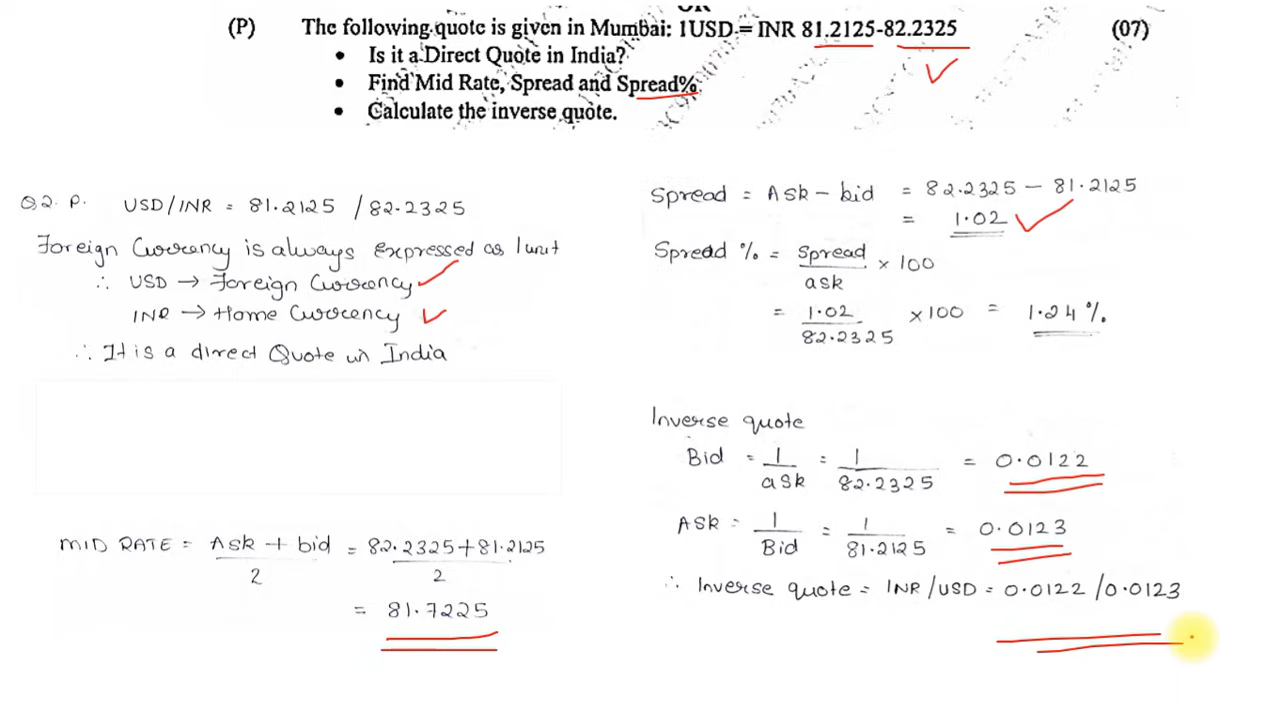 OR
(P) The following quote is given in Mumbai: 1USD = INR 81.2125-82.2325 (07)
• Is it a Direct Quote in India?
• Find Mid Rate, Spread and Spread%
• Calculate the inverse quote.
Q.2. P. USD/INR = 81.2125 /82.2325
Foreign Currency is always expressed as 1 unit
∴ USD → Foreign Currency
INR → Home Currency
∴ It is a direct Quote in India
MID RATE = Ask + bid / 2 = 82.2325+81.2125 / 2
= 81.7225
Spread = Ask - bid = 82.2325 - 81.2125
= 1.02
Spread % = Spread / ask × 100
= 1.02 / 82.2325 ×100 = 1.24%.
Inverse quote
Bid = 1 / ask = 1 / 82.2325 = 0.0122
ASK = 1 / Bid = 1 / 81.2125 = 0.0123
∴ Inverse quote = INR/USD = 0.0122 /0.0123